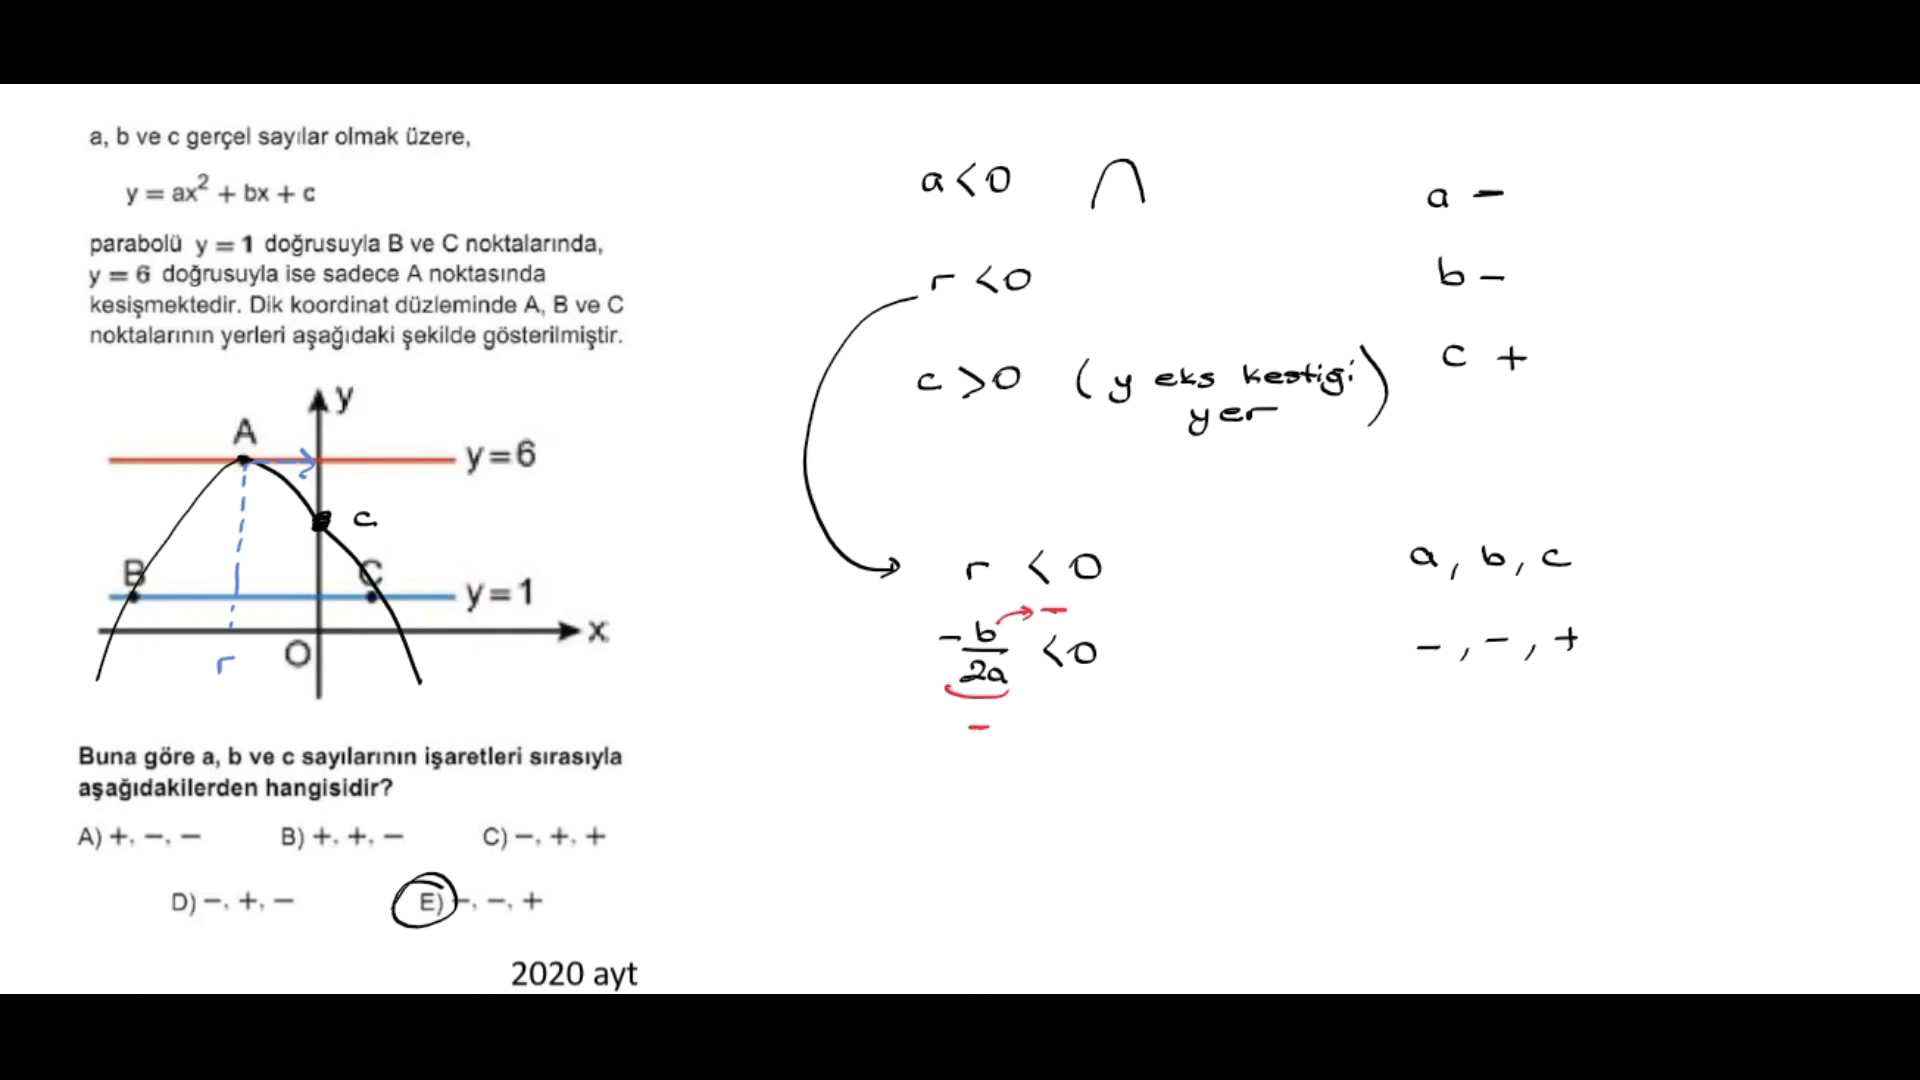 a, b ve c gerçel sayılar olmak üzere,
y = ax² + bx + c
parabolü y = 1 doğrusuyla B ve C noktalarında,
y = 6 doğrusuyla ise sadece A noktasında
kesişmektedir. Dik koordinat düzleminde A, B ve C
noktalarının yerleri aşağıdaki şekilde gösterilmiştir.
y
A
y=6
c
B
C
y=1
x
O
r
Buna göre a, b ve c sayılarının işaretleri sırasıyla
aşağıdakilerden hangisidir?
A) +, −, −
B) +, +, −
C) −, +, +
D) −, +, −
E) −, −, +
2020 ayt
a<0
r<0
c>0 (y eks kestigi
yer)
r < 0
-b/2a < 0
−
−
a −
b −
c +
a, b, c
−, −, +